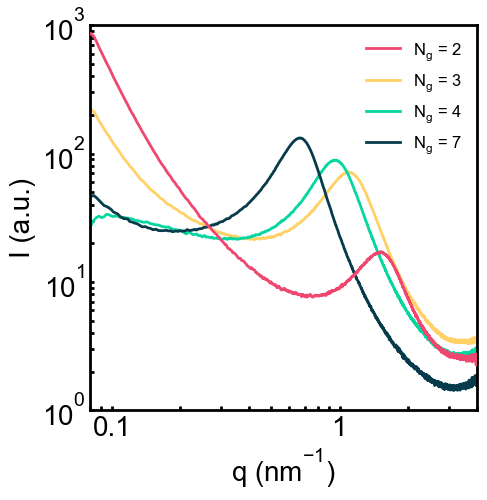 10³
N_g = 2
N_g = 3
N_g = 4
N_g = 7
10²
I (a.u.)
10¹
10⁰
0.1 1
q (nm⁻¹)